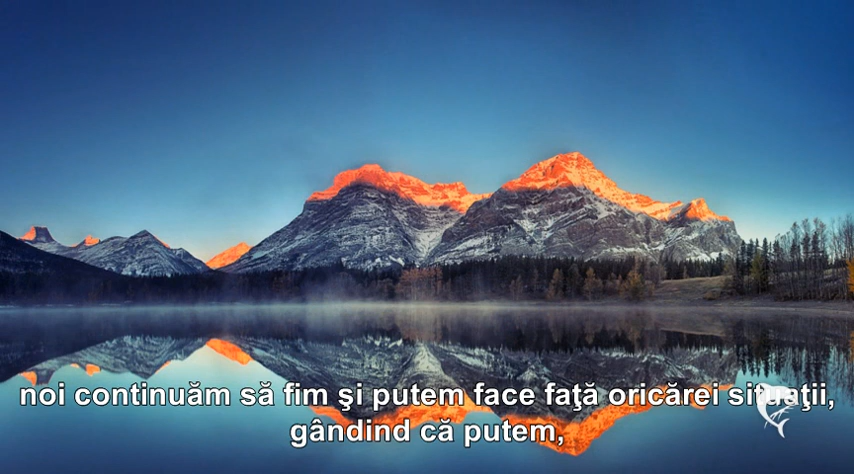 noi continuăm să fim şi putem face faţă oricărei situaţii,
gândind că putem,